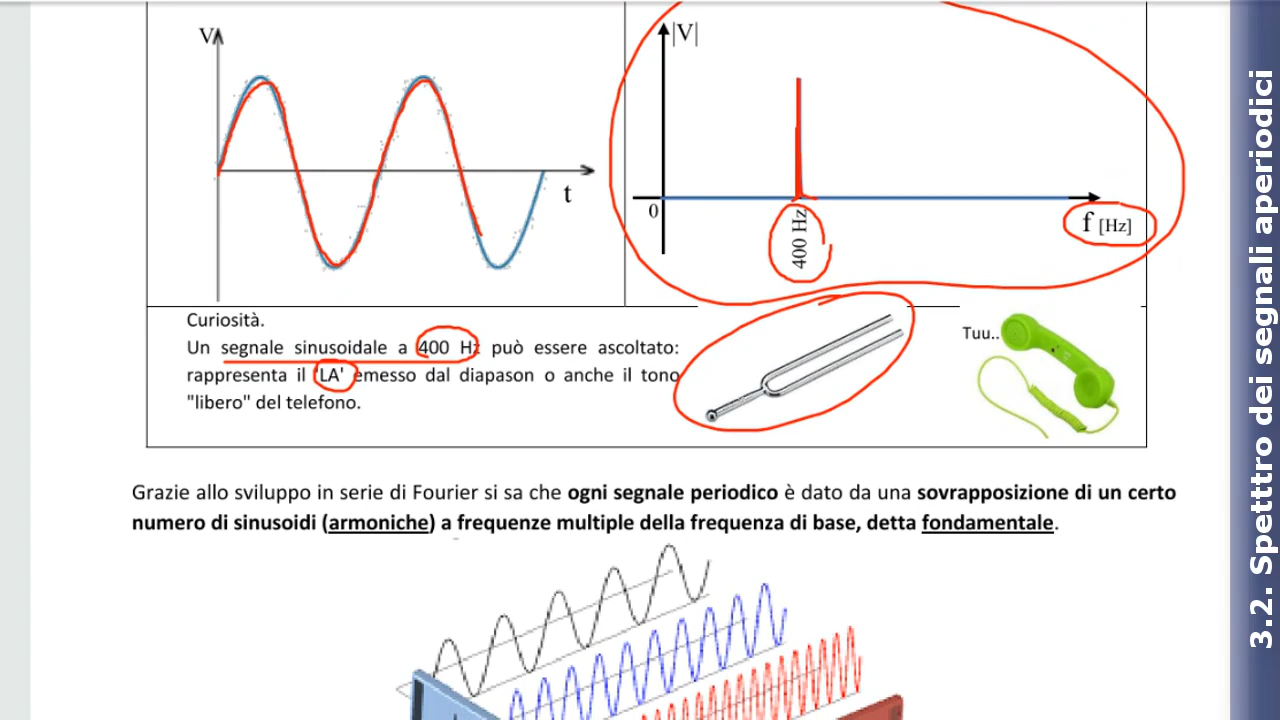 V
t
|V|
0
400 Hz
f [Hz]
Curiosità.
Un segnale sinusoidale a 400 Hz può essere ascoltato:
rappresenta il 'LA' emesso dal diapason o anche il tono
"libero" del telefono.
Tuu..
Grazie allo sviluppo in serie di Fourier si sa che ogni segnale periodico è dato da una sovrapposizione di un certo
numero di sinusoidi (armoniche) a frequenze multiple della frequenza di base, detta fondamentale.
3.2. Spetttro dei segnali aperiodici